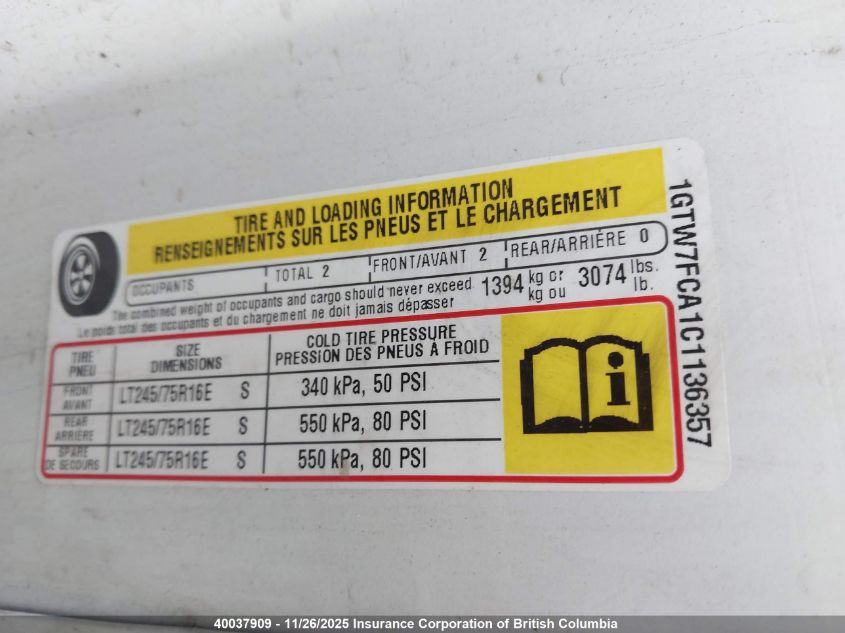 TIRE AND LOADING INFORMATION
RENSEIGNEMENTS SUR LES PNEUS ET LE CHARGEMENT
OCCUPANTS TOTAL 2 FRONT/AVANT 2 REAR/ARRIÈRE 0
The combined weight of occupants and cargo should never exceed 1394 kg or 3074 lbs.
Le poids total des occupants et du chargement ne doit jamais dépasser kg ou lb.
TIRE SIZE COLD TIRE PRESSURE
PNEU DIMENSIONS PRESSION DES PNEUS À FROID
FRONT
AVANT LT245/75R16E S 340 kPa, 50 PSI
REAR
ARRIÈRE LT245/75R16E S 550 kPa, 80 PSI
SPARE
DE SECOURS LT245/75R16E S 550 kPa, 80 PSI
1GTW7FCA1C1136357
40037909 - 11/26/2025 Insurance Corporation of British Columbia